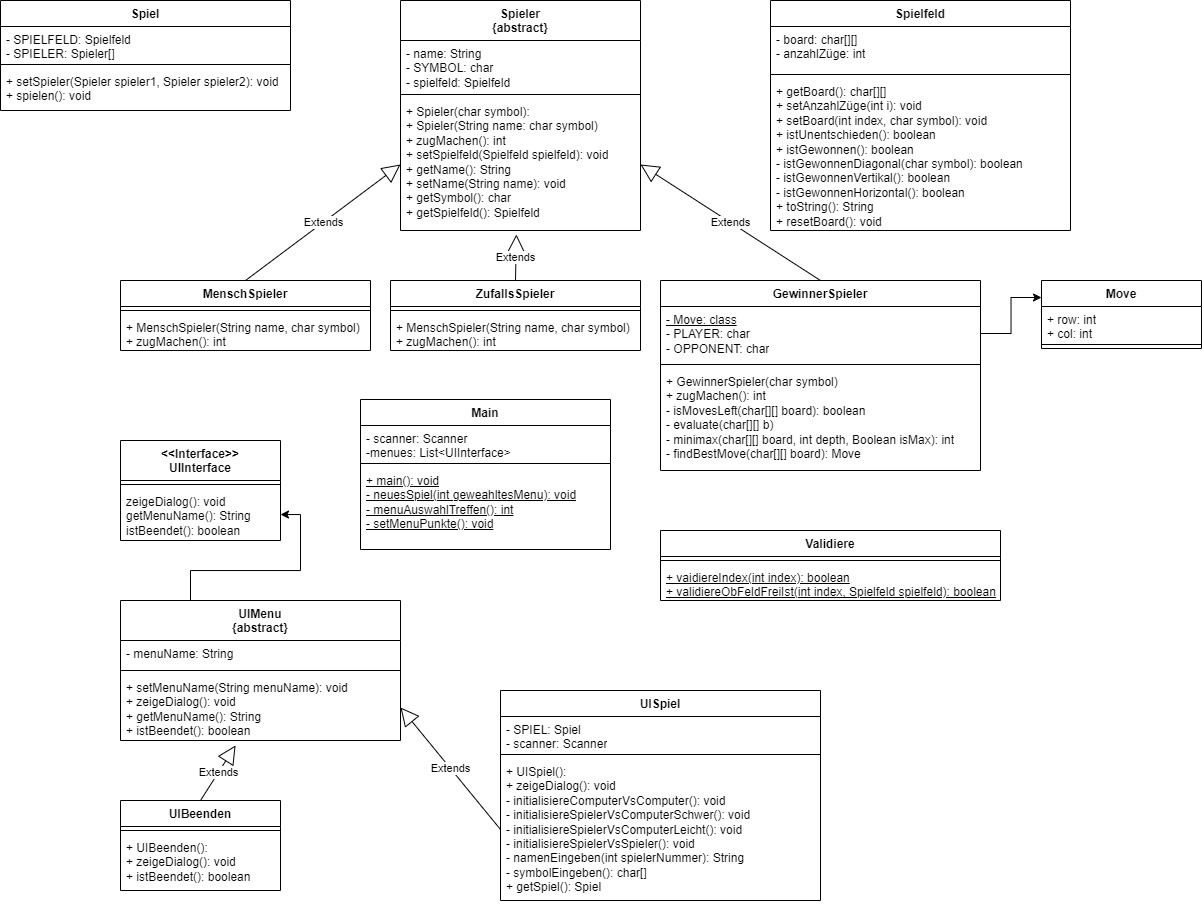 Spiel
- SPIELFELD: Spielfeld
- SPIELER: Spieler[]
+ setSpieler(Spieler spieler1, Spieler spieler2): void
+ spielen(): void
Spieler
{abstract}
- name: String
- SYMBOL: char
- spielfeld: Spielfeld
+ Spieler(char symbol):
+ Spieler(String name: char symbol)
+ zugMachen(): int
+ setSpielfeld(Spielfeld spielfeld): void
+ getName(): String
+ setName(String name): void
+ getSymbol(): char
+ getSpielfeld(): Spielfeld
Spielfeld
- board: char[][]
- anzahlZüge: int
+ getBoard(): char[][]
+ setAnzahlZüge(int i): void
+ setBoard(int index, char symbol): void
+ istUnentschieden(): boolean
+ istGewonnen(): boolean
- istGewonnenDiagonal(char symbol): boolean
- istGewonnenVertikal(): boolean
- istGewonnenHorizontal(): boolean
+ toString(): String
+ resetBoard(): void
Extends
Extends
Extends
MenschSpieler
+ MenschSpieler(String name, char symbol)
+ zugMachen(): int
ZufallsSpieler
+ MenschSpieler(String name, char symbol)
+ zugMachen(): int
GewinnerSpieler
- Move: class
- PLAYER: char
- OPPONENT: char
+ GewinnerSpieler(char symbol)
+ zugMachen(): int
- isMovesLeft(char[][] board): boolean
- evaluate(char[][] b)
- minimax(char[][] board, int depth, Boolean isMax): int
- findBestMove(char[][] board): Move
Move
+ row: int
+ col: int
Main
- scanner: Scanner
-menues: List<UIInterface>
+ main(): void
- neuesSpiel(int geweahltesMenu): void
- menuAuswahlTreffen(): int
- setMenuPunkte(): void
<<Interface>>
UIInterface
zeigeDialog(): void
getMenuName(): String
istBeendet(): boolean
Validiere
+ vaidiereIndex(int index): boolean
+ validiereObFeldFreiIst(int index, Spielfeld spielfeld): boolean
UIMenu
{abstract}
- menuName: String
+ setMenuName(String menuName): void
+ zeigeDialog(): void
+ getMenuName(): String
+ istBeendet(): boolean
Extends
Extends
UIBeenden
+ UIBeenden():
+ zeigeDialog(): void
+ istBeendet(): boolean
UISpiel
- SPIEL: Spiel
- scanner: Scanner
+ UISpiel():
+ zeigeDialog(): void
- initialisiereComputerVsComputer(): void
- initialisiereSpielerVsComputerSchwer(): void
- initialisiereSpielerVsComputerLeicht(): void
- initialisiereSpielerVsSpieler(): void
- namenEingeben(int spielerNummer): String
- symbolEingeben(): char[]
+ getSpiel(): Spiel